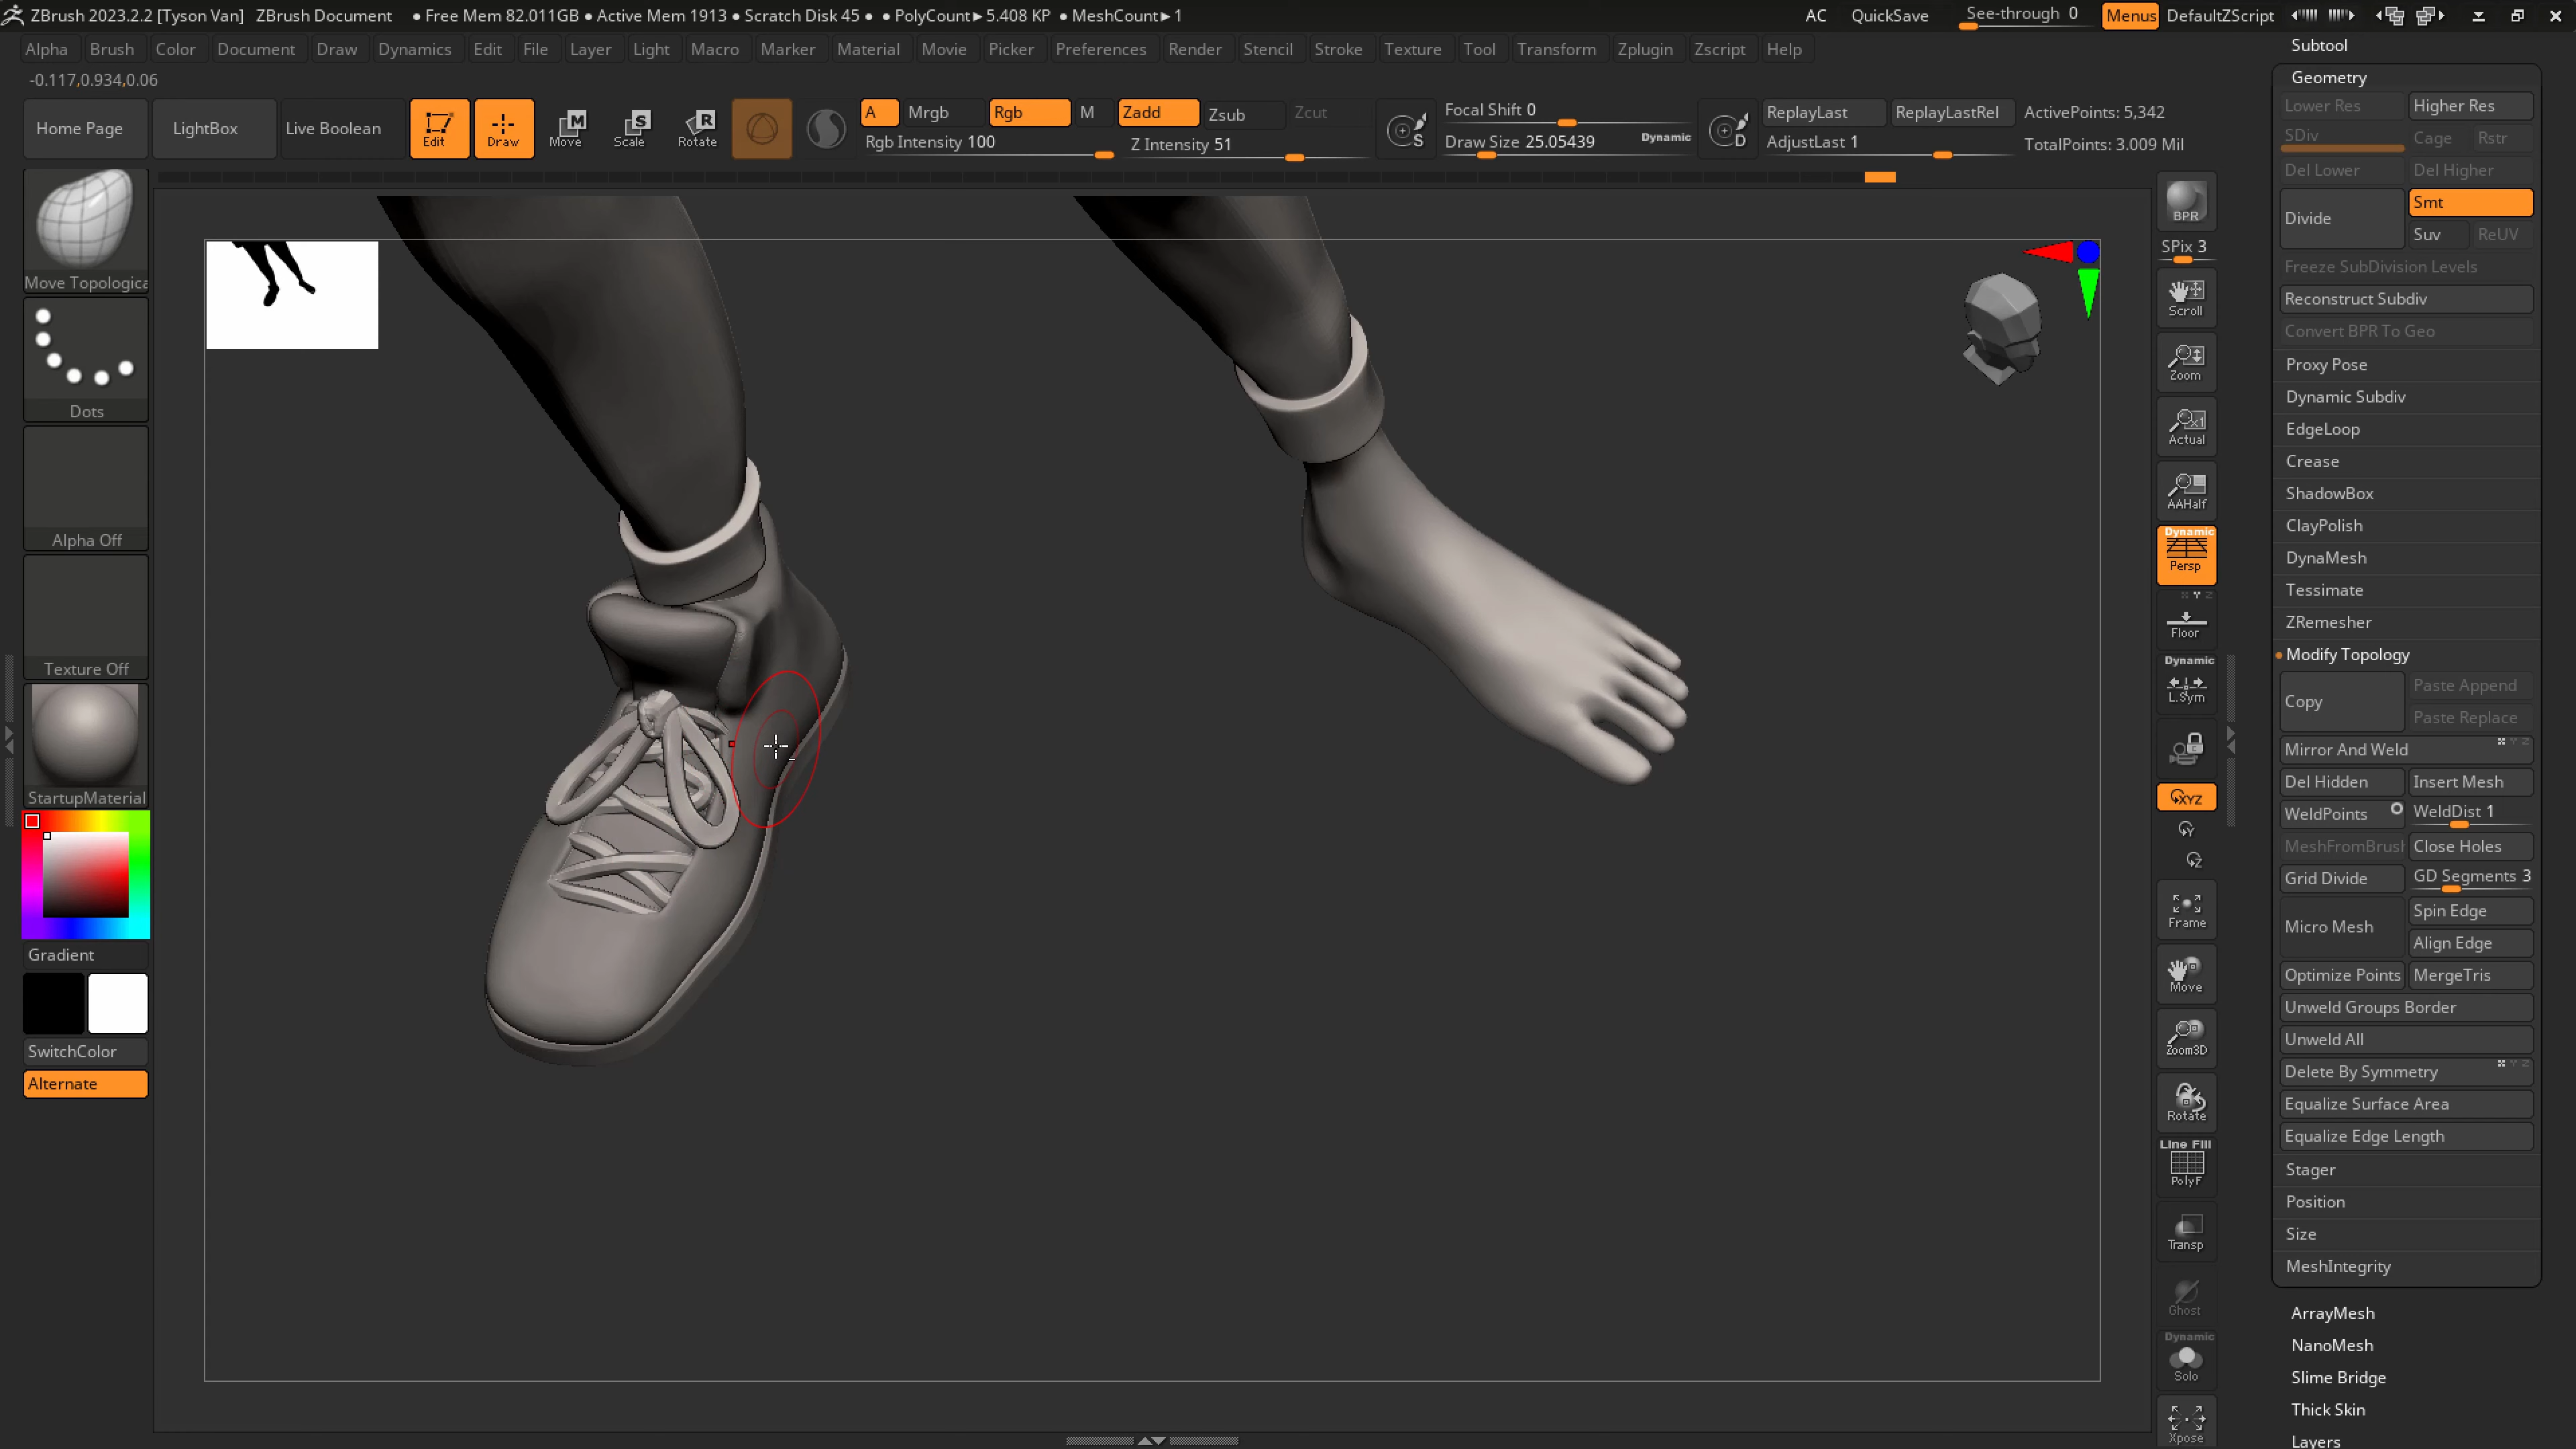 ZBrush 2023.2.2 [Tyson Van] ZBrush Document • Free Mem 82.011GB • Active Mem 1913 • Scratch Disk 45 • • PolyCount► 5.408 KP • MeshCount► 1 AC QuickSave See-through 0 Menus DefaultZScript
Alpha Brush Color Document Draw Dynamics Edit File Layer Light Macro Marker Material Movie Picker Preferences Render Stencil Stroke Texture Tool Transform Zplugin Zscript Help
-0.117,0.934,0.06
Home Page LightBox Live Boolean Edit Draw Move Scale Rotate
M S R
A Mrgb Rgb M Zadd Zsub Zcut
Rgb Intensity 100 Z Intensity 51
S Focal Shift 0
Draw Size 25.05439 Dynamic
D ReplayLast ReplayLastRel ActivePoints: 5,342
AdjustLast 1 TotalPoints: 3.009 Mil
Move Topologica
Dots
Alpha Off
Texture Off
StartupMaterial
Gradient
SwitchColor
Alternate
BPR
SPix 3
Scroll
Zoom
Actual
AAHalf
Dynamic
Persp
Floor
Dynamic
L.Sym
XYZ
Y
Z
Frame
Move
Zoom3D
Rotate
Line Fill
PolyF
Transp
Ghost
Dynamic
Solo
Xpose
Subtool
Geometry
Lower Res Higher Res
SDiv Cage Rstr
Del Lower Del Higher
Divide Smt
Suv ReUV
Freeze SubDivision Levels
Reconstruct Subdiv
Convert BPR To Geo
Proxy Pose
Dynamic Subdiv
EdgeLoop
Crease
ShadowBox
ClayPolish
DynaMesh
Tessimate
ZRemesher
Modify Topology
Copy Paste Append
Paste Replace
Mirror And Weld
Del Hidden Insert Mesh
WeldPoints WeldDist 1
MeshFromBrush Close Holes
Grid Divide GD Segments 3
Micro Mesh Spin Edge
Align Edge
Optimize Points MergeTris
Unweld Groups Border
Unweld All
Delete By Symmetry
Equalize Surface Area
Equalize Edge Length
Stager
Position
Size
MeshIntegrity
ArrayMesh
NanoMesh
Slime Bridge
Thick Skin
Layers